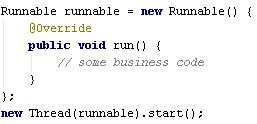 Runnable runnable = new Runnable() {
    @Override
    public void run() {
        // some business code
    }
};
new Thread(runnable).start();